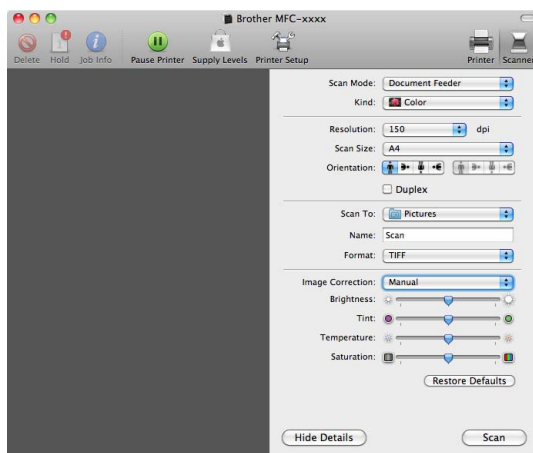 Brother MFC-xxxx
Delete Hold Job Info Pause Printer Supply Levels Printer Setup Printer Scanner
Scan Mode: Document Feeder
Kind: Color
Resolution: 150 dpi
Scan Size: A4
Orientation:
Duplex
Scan To: Pictures
Name: Scan
Format: TIFF
Image Correction: Manual
Brightness:
Tint:
Temperature:
Saturation:
Restore Defaults
Hide Details Scan